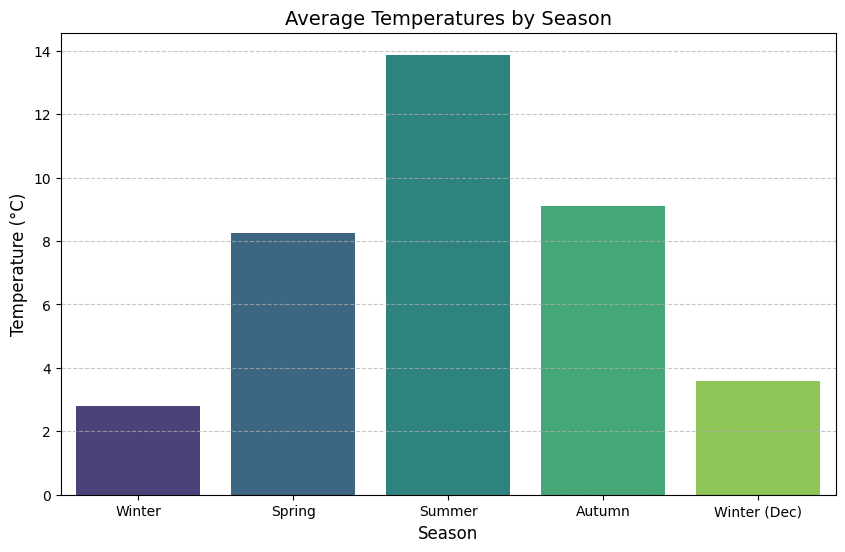 Average Temperatures by Season
Temperature (°C)
14
12
10
8
6
4
2
0
Winter
Spring
Summer
Autumn
Winter (Dec)
Season